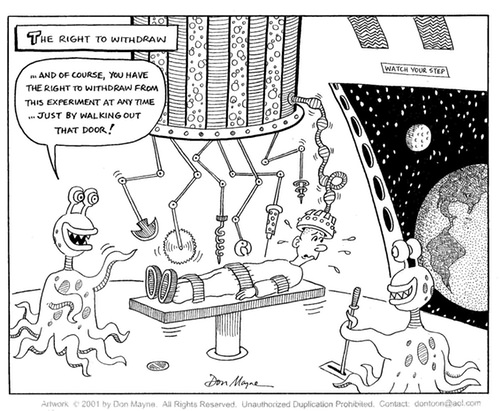 THE RIGHT TO WITHDRAW
... AND OF COURSE, YOU HAVE
THE RIGHT TO WITHDRAW FROM
THIS EXPERIMENT AT ANY TIME
... JUST BY WALKING OUT
THAT DOOR!
WATCH YOUR STEP
Don Mayne
Artwork © 2001 by Don Mayne. All Rights Reserved. Unauthorized Duplication Prohibited. Contact: dontoon@aol.com